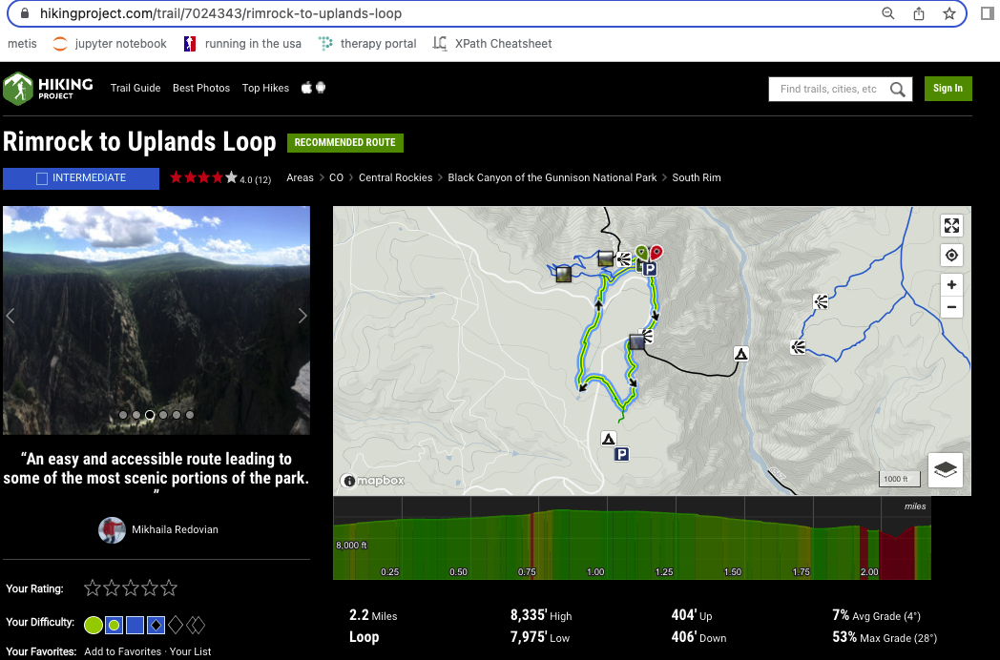 hikingproject.com/trail/7024343/rimrock-to-uplands-loop
metis jupyter notebook running in the usa therapy portal XPath Cheatsheet
HIKING
PROJECT
Trail Guide Best Photos Top Hikes
Find trails, cities, etc
Sign In
Rimrock to Uplands Loop
RECOMMENDED ROUTE
INTERMEDIATE
4.0 (12)
Areas > CO > Central Rockies > Black Canyon of the Gunnison National Park > South Rim
P
P
+
−
mapbox
1000 ft
“An easy and accessible route leading to
some of the most scenic portions of the park.
”
Mikhaila Redovian
miles
8,000 ft
0.25 0.50 0.75 1.00 1.25 1.50 1.75 2.00
Your Rating:
Your Difficulty:
Your Favorites: Add to Favorites · Your List
2.2 Miles 8,335' High 404' Up 7% Avg Grade (4°)
Loop 7,975' Low 406' Down 53% Max Grade (28°)